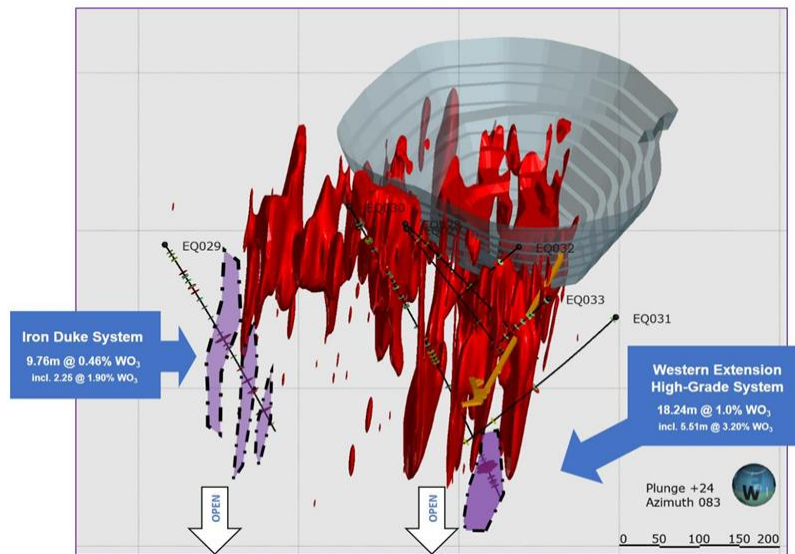 EQ030
EQ029
EQ032
EQ033
EQ031
Iron Duke System
9.76m @ 0.46% WO₃
incl. 2.25 @ 1.90% WO₃
Western Extension
High-Grade System
18.24m @ 1.0% WO₃
incl. 5.51m @ 3.20% WO₃
OPEN
OPEN
Plunge +24
Azimuth 083
W
0 50 100 150 200